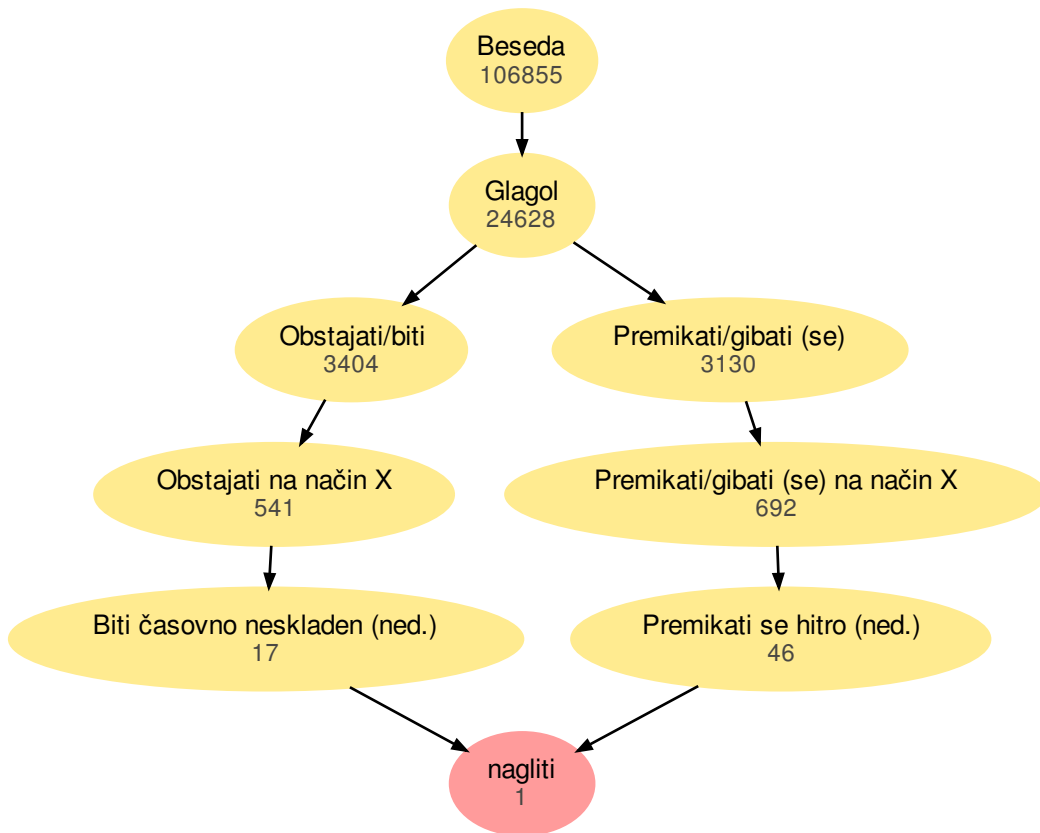 Beseda
106855
Glagol
24628
Obstajati/biti
3404
Premikati/gibati (se)
3130
Obstajati na način X
541
Premikati/gibati (se) na način X
692
Biti časovno neskladen (ned.)
17
Premikati se hitro (ned.)
46
nagliti
1